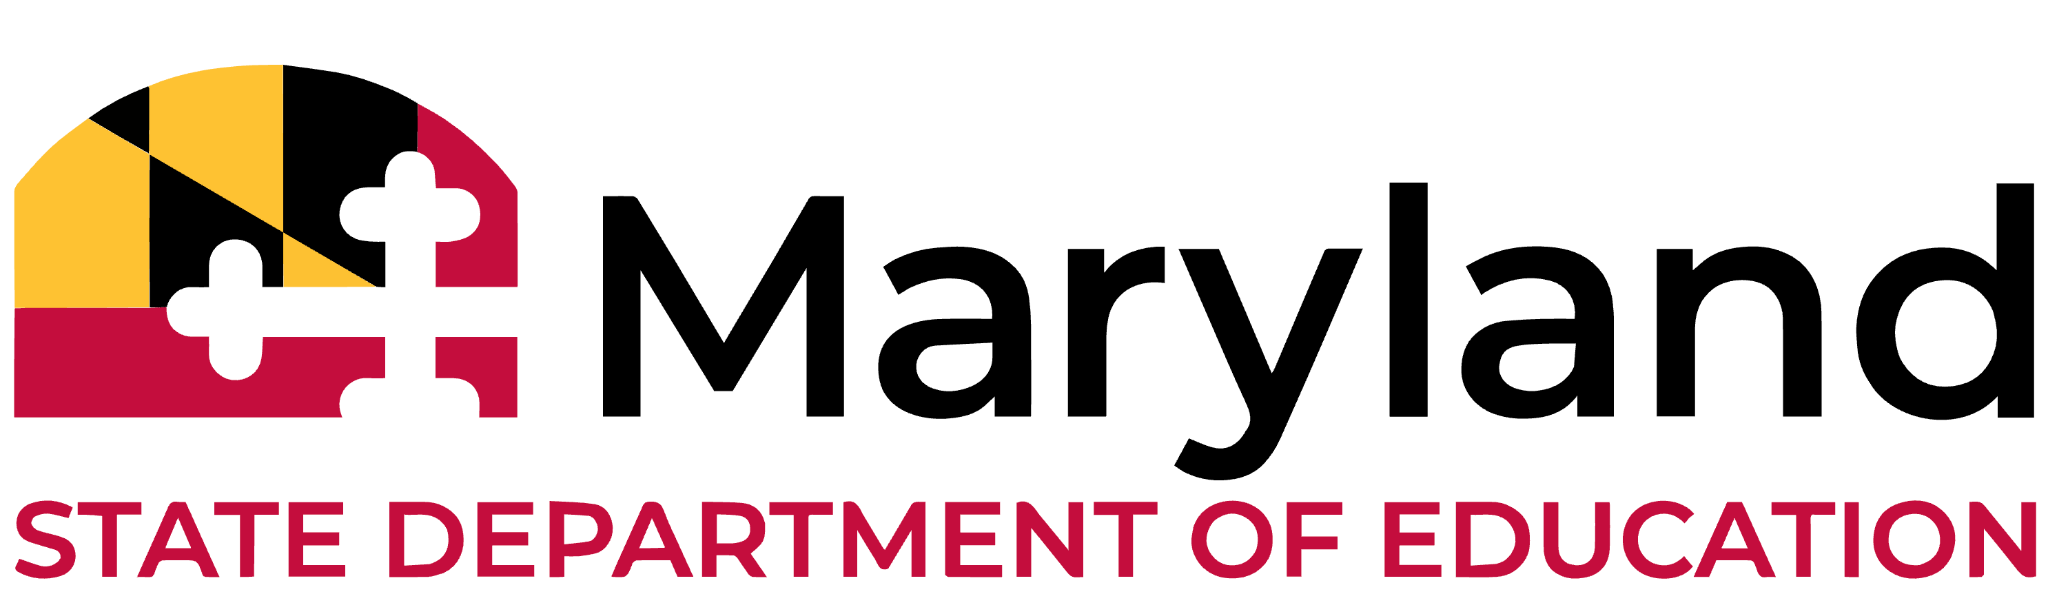 Maryland
STATE DEPARTMENT OF EDUCATION